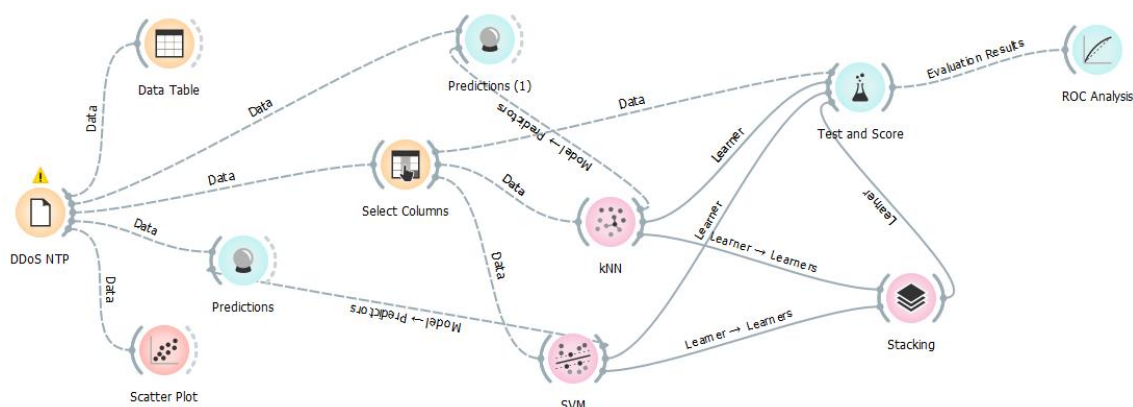 Data Table
Predictions (1)
Evaluation Results
ROC Analysis
Data
Data
Data
Model → Predictors
Test and Score
Learner
Data
Select Columns
Data
Learner
Learner
DDoS NTP
Data
Predictions
kNN
Learner → Learners
Data
Data
Model → Predictors
Learner → Learners
Stacking
Scatter Plot
SVM